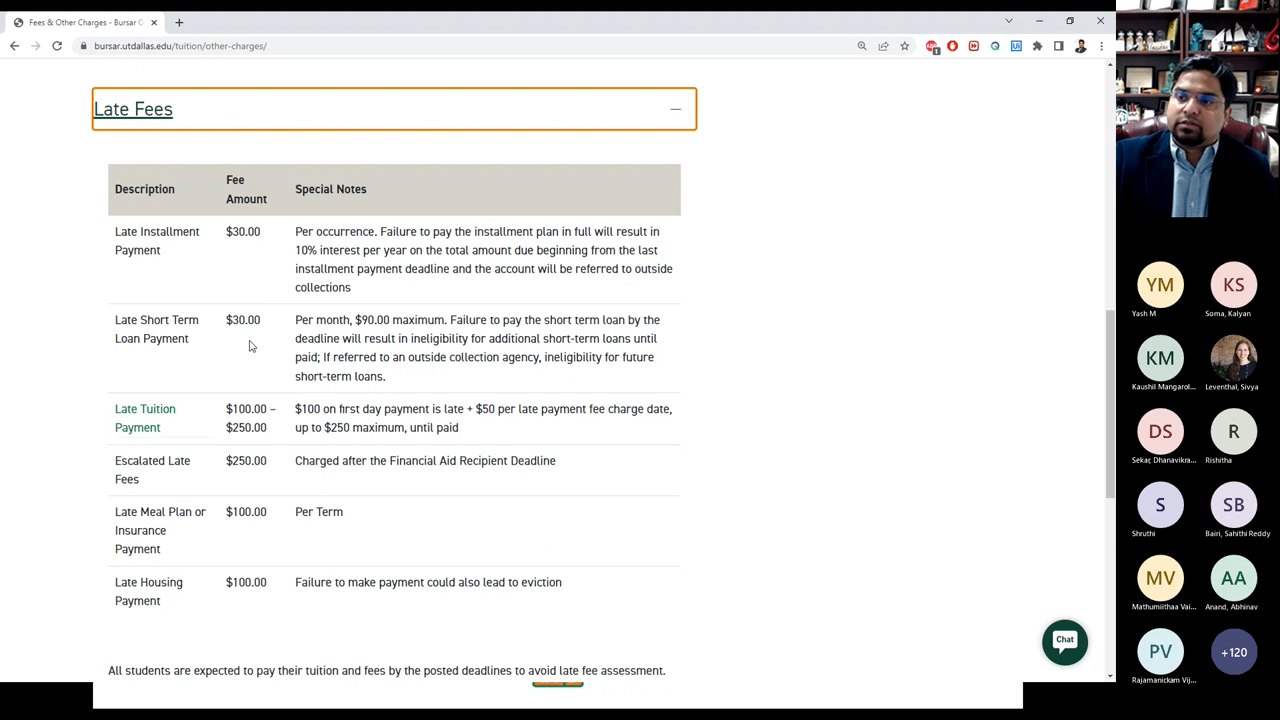 Fees & Other Charges - Bursar O
bursar.utdallas.edu/tuition/other-charges/
1
Late Fees
Description
Fee
Amount
Special Notes
Late Installment
Payment
$30.00
Per occurrence. Failure to pay the installment plan in full will result in
10% interest per year on the total amount due beginning from the last
installment payment deadline and the account will be referred to outside
collections
Late Short Term
Loan Payment
$30.00
Per month, $90.00 maximum. Failure to pay the short term loan by the
deadline will result in ineligibility for additional short-term loans until
paid; If referred to an outside collection agency, ineligibility for future
short-term loans.
Late Tuition
Payment
$100.00 –
$250.00
$100 on first day payment is late + $50 per late payment fee charge date,
up to $250 maximum, until paid
Escalated Late
Fees
$250.00
Charged after the Financial Aid Recipient Deadline
Late Meal Plan or
Insurance
Payment
$100.00
Per Term
Late Housing
Payment
$100.00
Failure to make payment could also lead to eviction
All students are expected to pay their tuition and fees by the posted deadlines to avoid late fee assessment.
Chat
YM
Yash M
KS
Soma, Kalyan
KM
Kaushil Mangarol...
Leventhal, Sivya
DS
Sekar, Dhanavikra...
R
Rishitha
S
Shruthi
SB
Bairi, Sahithi Reddy
MV
Mathumiithaa Vai...
AA
Anand, Abhinav
PV
Rajamanickam Vij...
+120